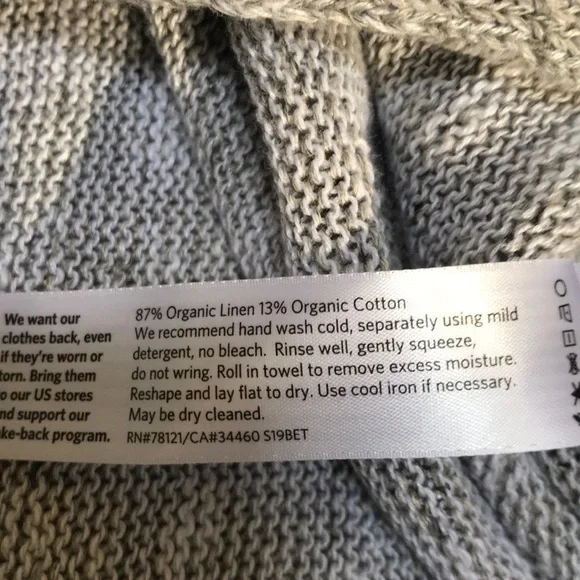 We want our
clothes back, even
if they're worn or
torn. Bring them
to our US stores
and support our
take-back program.
87% Organic Linen 13% Organic Cotton
We recommend hand wash cold, separately using mild
detergent, no bleach. Rinse well, gently squeeze,
do not wring. Roll in towel to remove excess moisture.
Reshape and lay flat to dry. Use cool iron if necessary.
May be dry cleaned.
RN#78121/CA#34460 S19BET